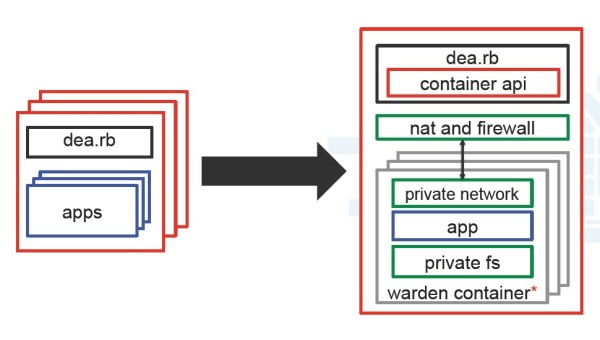 dea.rb
apps
dea.rb
container api
nat and firewall
private network
app
private fs
warden container*